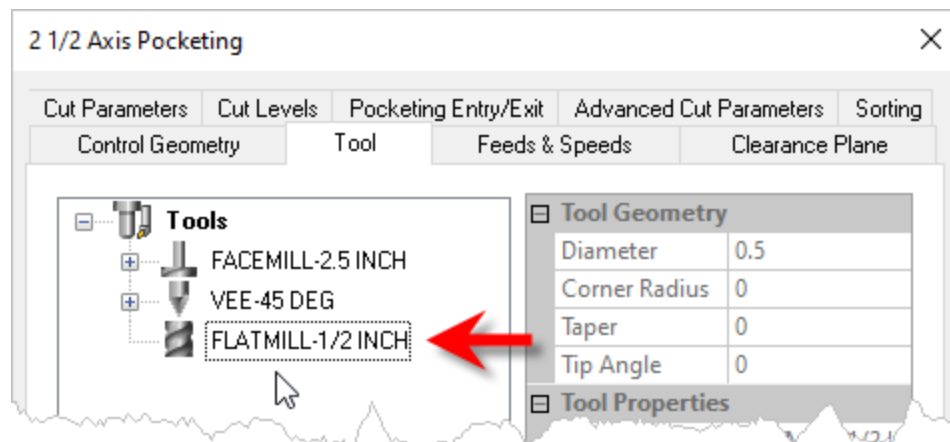 2 1/2 Axis Pocketing
Cut Parameters Cut Levels Pocketing Entry/Exit Advanced Cut Parameters Sorting
Control Geometry Tool Feeds & Speeds Clearance Plane
Tools
FACEMILL-2.5 INCH
VEE-45 DEG
FLATMILL-1/2 INCH
Tool Geometry
Diameter 0.5
Corner Radius 0
Taper 0
Tip Angle 0
Tool Properties